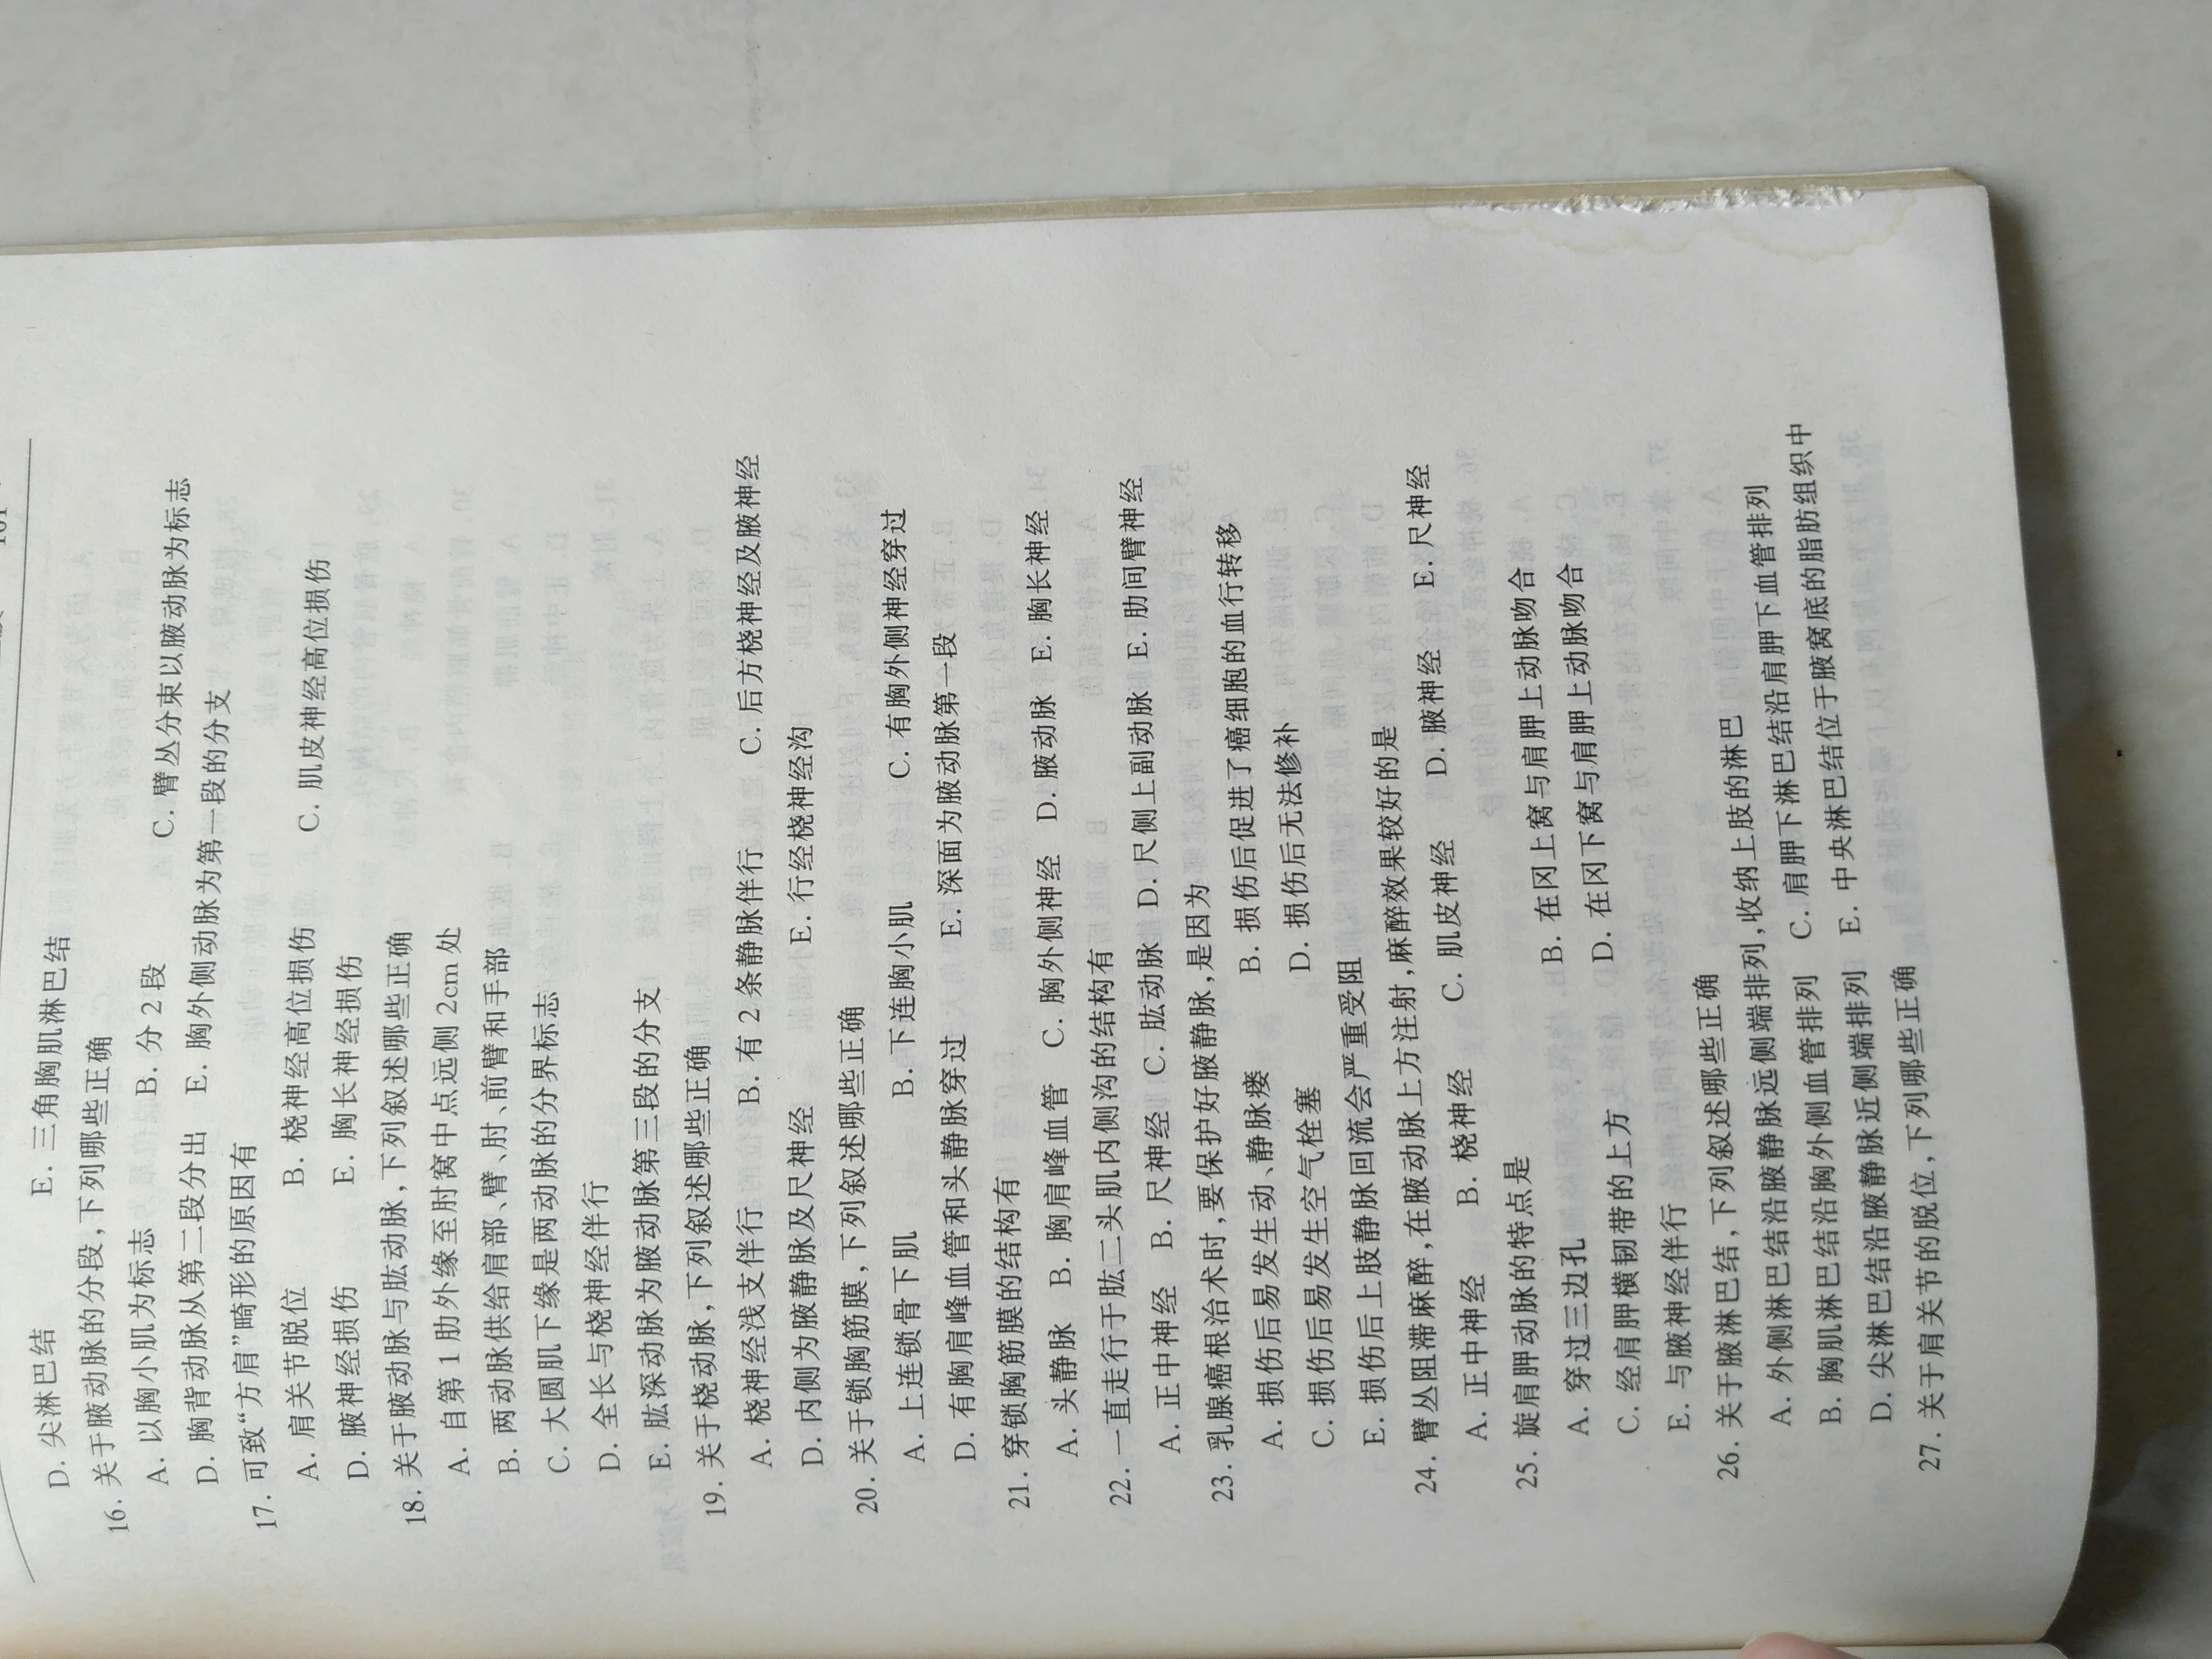 D. 尖淋巴结 E. 三角胸肌淋巴结
16. 关于腋动脉的分段,下列哪些正确
A. 以胸小肌为标志 B. 分 2 段 C. 臂丛分束以腋动脉为标志
D. 胸背动脉从第二段分出 E. 胸外侧动脉为第一段的分支
17. 可致“方肩”畸形的原因有
A. 肩关节脱位 B. 桡神经高位损伤 C. 肌皮神经高位损伤
D. 腋神经损伤 E. 胸长神经损伤
18. 关于腋动脉与肱动脉,下列叙述哪些正确
A. 自第 1 肋外缘至肘窝中点远侧 2cm 处
B. 两动脉供给肩部、臂、肘、前臂和手部
C. 大圆肌下缘是两动脉的分界标志
D. 全长与桡神经伴行
E. 肱深动脉为腋动脉第三段的分支
19. 关于桡动脉,下列叙述哪些正确
A. 桡神经浅支伴行 B. 有 2 条静脉伴行 C. 后方桡神经及腋神经
D. 内侧为腋静脉及尺神经 E. 行经桡神经沟
20. 关于锁胸筋膜,下列叙述哪些正确
A. 上连锁骨下肌 B. 下连胸小肌 C. 有胸外侧神经穿过
D. 有胸肩峰血管和头静脉穿过 E. 深面为腋动脉第一段
21. 穿锁胸筋膜的结构有
A. 头静脉 B. 胸肩峰血管 C. 胸外侧神经 D. 腋动脉 E. 胸长神经
22. 一直走行于肱二头肌内侧沟的结构有
A. 正中神经 B. 尺神经 C. 肱动脉 D. 尺侧上副动脉 E. 肋间臂神经
23. 乳腺癌根治术时,要保护好腋静脉,是因为
A. 损伤后易发生动、静脉瘘 B. 损伤后促进了癌细胞的血行转移
C. 损伤后易发生空气栓塞 D. 损伤后无法修补
E. 损伤后上肢静脉回流会严重受阻
24. 臂丛阻滞麻醉,在腋动脉上方注射,麻醉效果较好的是
A. 正中神经 B. 桡神经 C. 肌皮神经 D. 腋神经 E. 尺神经
25. 旋肩胛动脉的特点是
A. 穿过三边孔 B. 在冈上窝与肩胛上动脉吻合
C. 经肩胛横韧带的上方 D. 在冈下窝与肩胛上动脉吻合
E. 与腋神经伴行
26. 关于腋淋巴结,下列叙述哪些正确
A. 外侧淋巴结沿腋静脉远侧端排列,收纳上肢的淋巴
B. 胸肌淋巴结沿胸外侧血管排列 C. 肩胛下淋巴结沿肩胛下血管排列
D. 尖淋巴结沿腋静脉近侧端排列 E. 中央淋巴结位于腋窝底的脂肪组织中
27. 关于肩关节的脱位,下列哪些正确